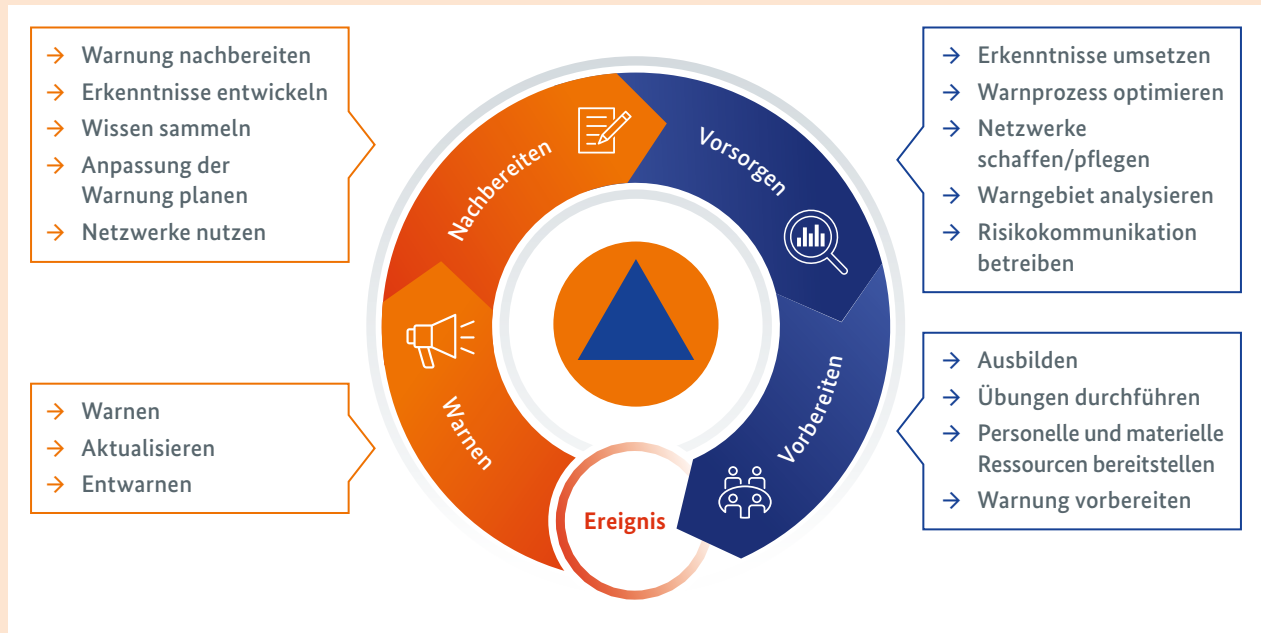 → Warnung nachbereiten
→ Erkenntnisse entwickeln
→ Wissen sammeln
→ Anpassung der
Warnung planen
→ Netzwerke nutzen
→ Warnen
→ Aktualisieren
→ Entwarnen
Nachbereiten
Warnen
Vorsorgen
Vorbereiten
Ereignis
→ Erkenntnisse umsetzen
→ Warnprozess optimieren
→ Netzwerke
schaffen/pflegen
→ Warngebiet analysieren
→ Risikokommunikation
betreiben
→ Ausbilden
→ Übungen durchführen
→ Personelle und materielle
Ressourcen bereitstellen
→ Warnung vorbereiten